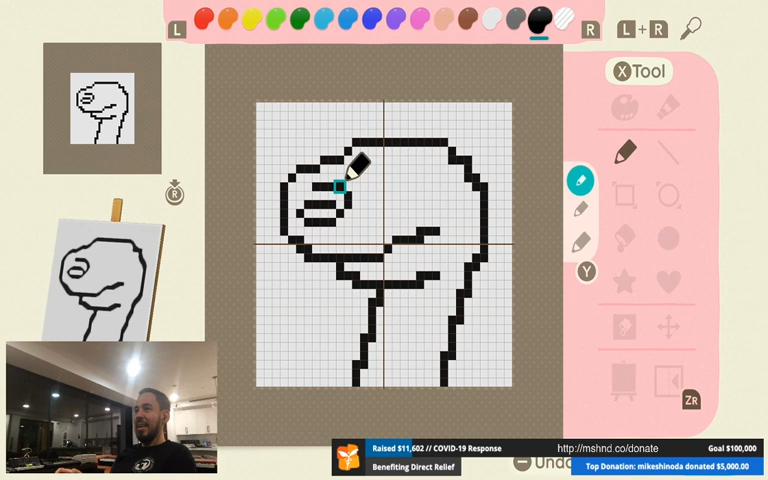 L
R
L + R
X Tool
R
Y
ZR
Raised $11,602 // COVID-19 Response
http://mshnd.co/donate
Goal $100,000
Benefiting Direct Relief
Undo
Top Donation: mikeshinoda donated $5,000.00